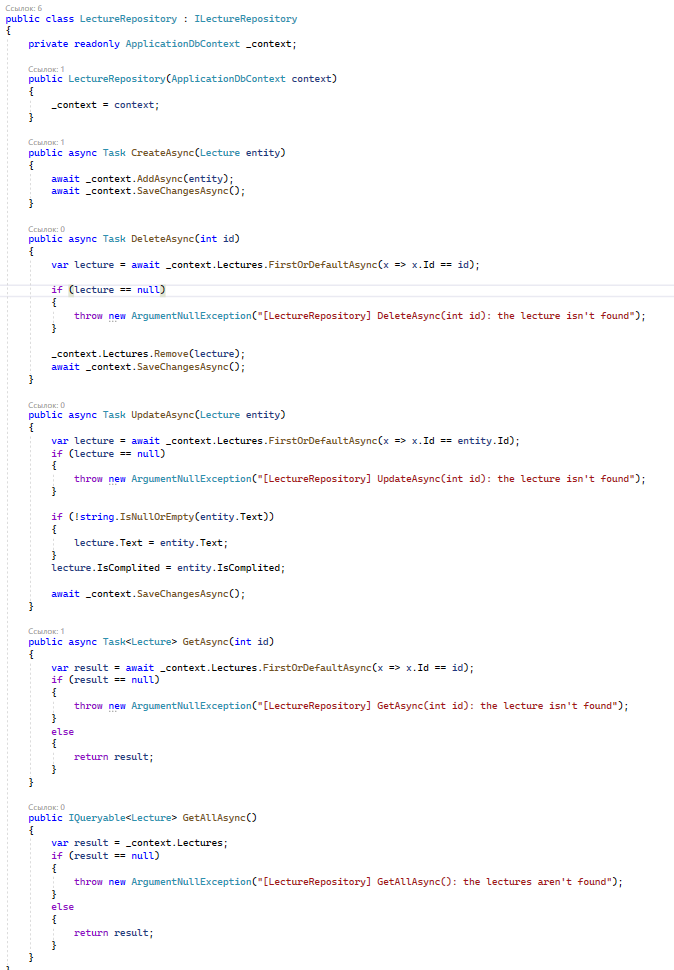 Ссылок: 6
public class LectureRepository : ILectureRepository
{
    private readonly ApplicationDbContext _context;

    Ссылок: 1
    public LectureRepository(ApplicationDbContext context)
    {
        _context = context;
    }

    Ссылок: 1
    public async Task CreateAsync(Lecture entity)
    {
        await _context.AddAsync(entity);
        await _context.SaveChangesAsync();
    }

    Ссылок: 0
    public async Task DeleteAsync(int id)
    {
        var lecture = await _context.Lectures.FirstOrDefaultAsync(x => x.Id == id);

        if (lecture == null)
        {
            throw new ArgumentNullException("[LectureRepository] DeleteAsync(int id): the lecture isn't found");
        }

        _context.Lectures.Remove(lecture);
        await _context.SaveChangesAsync();
    }

    Ссылок: 0
    public async Task UpdateAsync(Lecture entity)
    {
        var lecture = await _context.Lectures.FirstOrDefaultAsync(x => x.Id == entity.Id);
        if (lecture == null)
        {
            throw new ArgumentNullException("[LectureRepository] UpdateAsync(int id): the lecture isn't found");
        }

        if (!string.IsNullOrEmpty(entity.Text))
        {
            lecture.Text = entity.Text;
        }
        lecture.IsComplited = entity.IsComplited;

        await _context.SaveChangesAsync();
    }

    Ссылок: 1
    public async Task<Lecture> GetAsync(int id)
    {
        var result = await _context.Lectures.FirstOrDefaultAsync(x => x.Id == id);
        if (result == null)
        {
            throw new ArgumentNullException("[LectureRepository] GetAsync(int id): the lecture isn't found");
        }
        else
        {
            return result;
        }
    }

    Ссылок: 0
    public IQueryable<Lecture> GetAllAsync()
    {
        var result = _context.Lectures;
        if (result == null)
        {
            throw new ArgumentNullException("[LectureRepository] GetAllAsync(): the lectures aren't found");
        }
        else
        {
            return result;
        }
    }
}